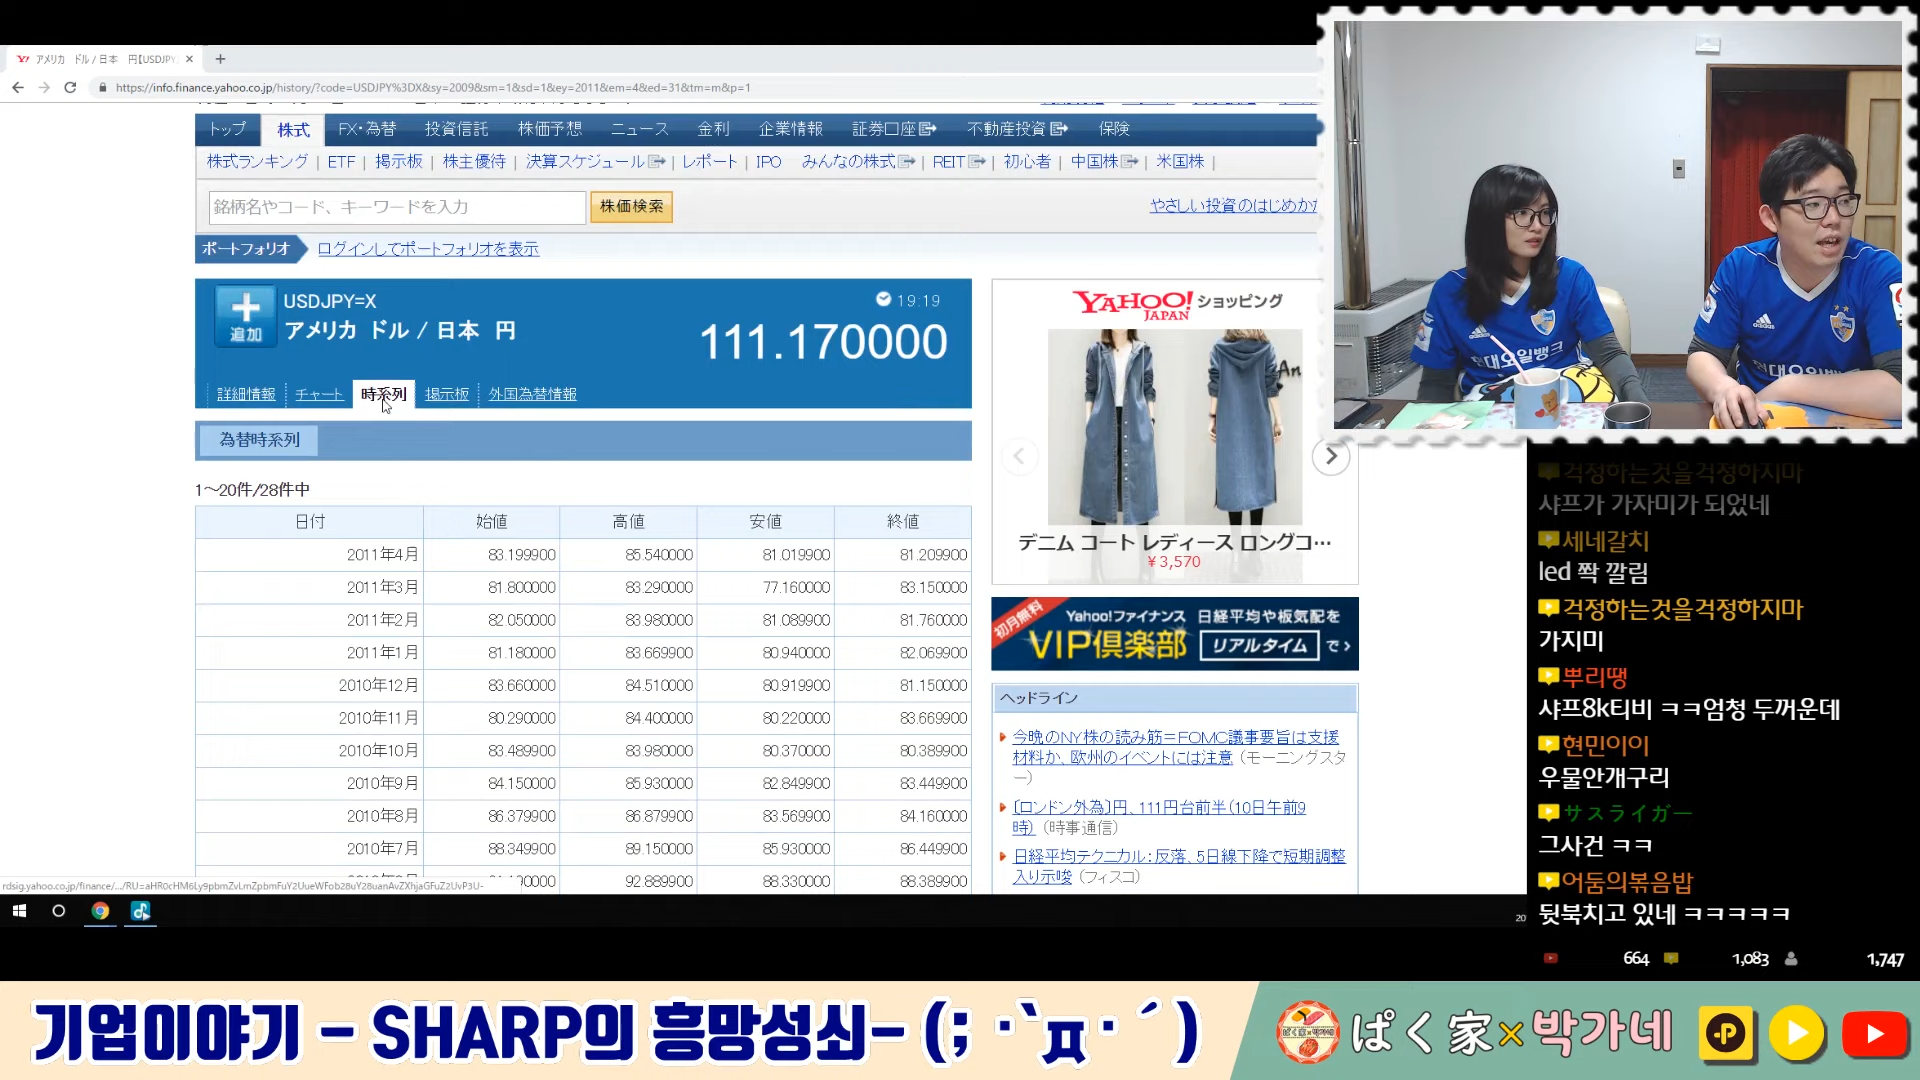 アメリカ ドル / 日本 円【USDJPY
https://info.finance.yahoo.co.jp/history/?code=USDJPY%3DX&sy=2009&sm=1&sd=1&ey=2011&em=4&ed=31&tm=m&p=1
トップ 株式 FX・為替 投資信託 株価予想 ニュース 金利 企業情報 証券口座 不動産投資 保険
株式ランキング | ETF | 掲示板 | 株主優待 | 決算スケジュール | レポート | IPO みんなの株式 | REIT | 初心者 | 中国株 | 米国株 |
銘柄名やコード、キーワードを入力 株価検索
やさしい投資のはじめか
ポートフォリオ ログインしてポートフォリオを表示
追加
USDJPY=X
アメリカ ドル / 日本 円
19:19
111.170000
詳細情報 チャート 時系列 掲示板 外国為替情報
為替時系列
1～20件/28件中
日付 始値 高値 安値 終値
2011年4月 83.199900 85.540000 81.019900 81.209900
2011年3月 81.800000 83.290000 77.160000 83.150000
2011年2月 82.050000 83.980000 81.089900 81.760000
2011年1月 81.180000 83.669900 80.940000 82.069900
2010年12月 83.660000 84.510000 80.919900 81.150000
2010年11月 80.290000 84.400000 80.220000 83.669900
2010年10月 83.489900 83.980000 80.370000 80.389900
2010年9月 84.150000 85.930000 82.849900 83.449900
2010年8月 86.379900 86.879900 83.569900 84.160000
2010年7月 88.349900 89.150000 85.930000 86.449900
92.889900 88.330000 88.389900
YAHOO! JAPAN ショッピング
デニム コート レディース ロングコ…
¥3,570
初月無料
Yahoo!ファイナンス
VIP倶楽部
日経平均や板気配を
リアルタイム で>
ヘッドライン
今晩のNY株の読み筋＝FOMC議事要旨は支援
材料か、欧州のイベントには注意 (モーニングスタ
ー)
〔ロンドン外為〕円、111円台前半（10日午前9
時） (時事通信)
日経平均テクニカル：反落、5日線下降で短期調整
入り示唆 (フィスコ)
adidas
현대오일뱅크
adidas
현대오일뱅크
걱정하는것을걱정하지마
샤프가 가자미가 되었네
세네갈치
led 쫙 깔림
걱정하는것을걱정하지마
가지미
뿌리땡
샤프8k티비 ㅋㅋ엄청 두꺼운데
현민이이
우물안개구리
サスライガー
그사건 ㅋㅋ
어둠의볶음밥
뒷북치고 있네 ㅋㅋㅋㅋㅋ
664 1,083 1,747
기업이야기 - SHARP의 흥망성쇠- (; ･`д･´)
ぱく家×박가네